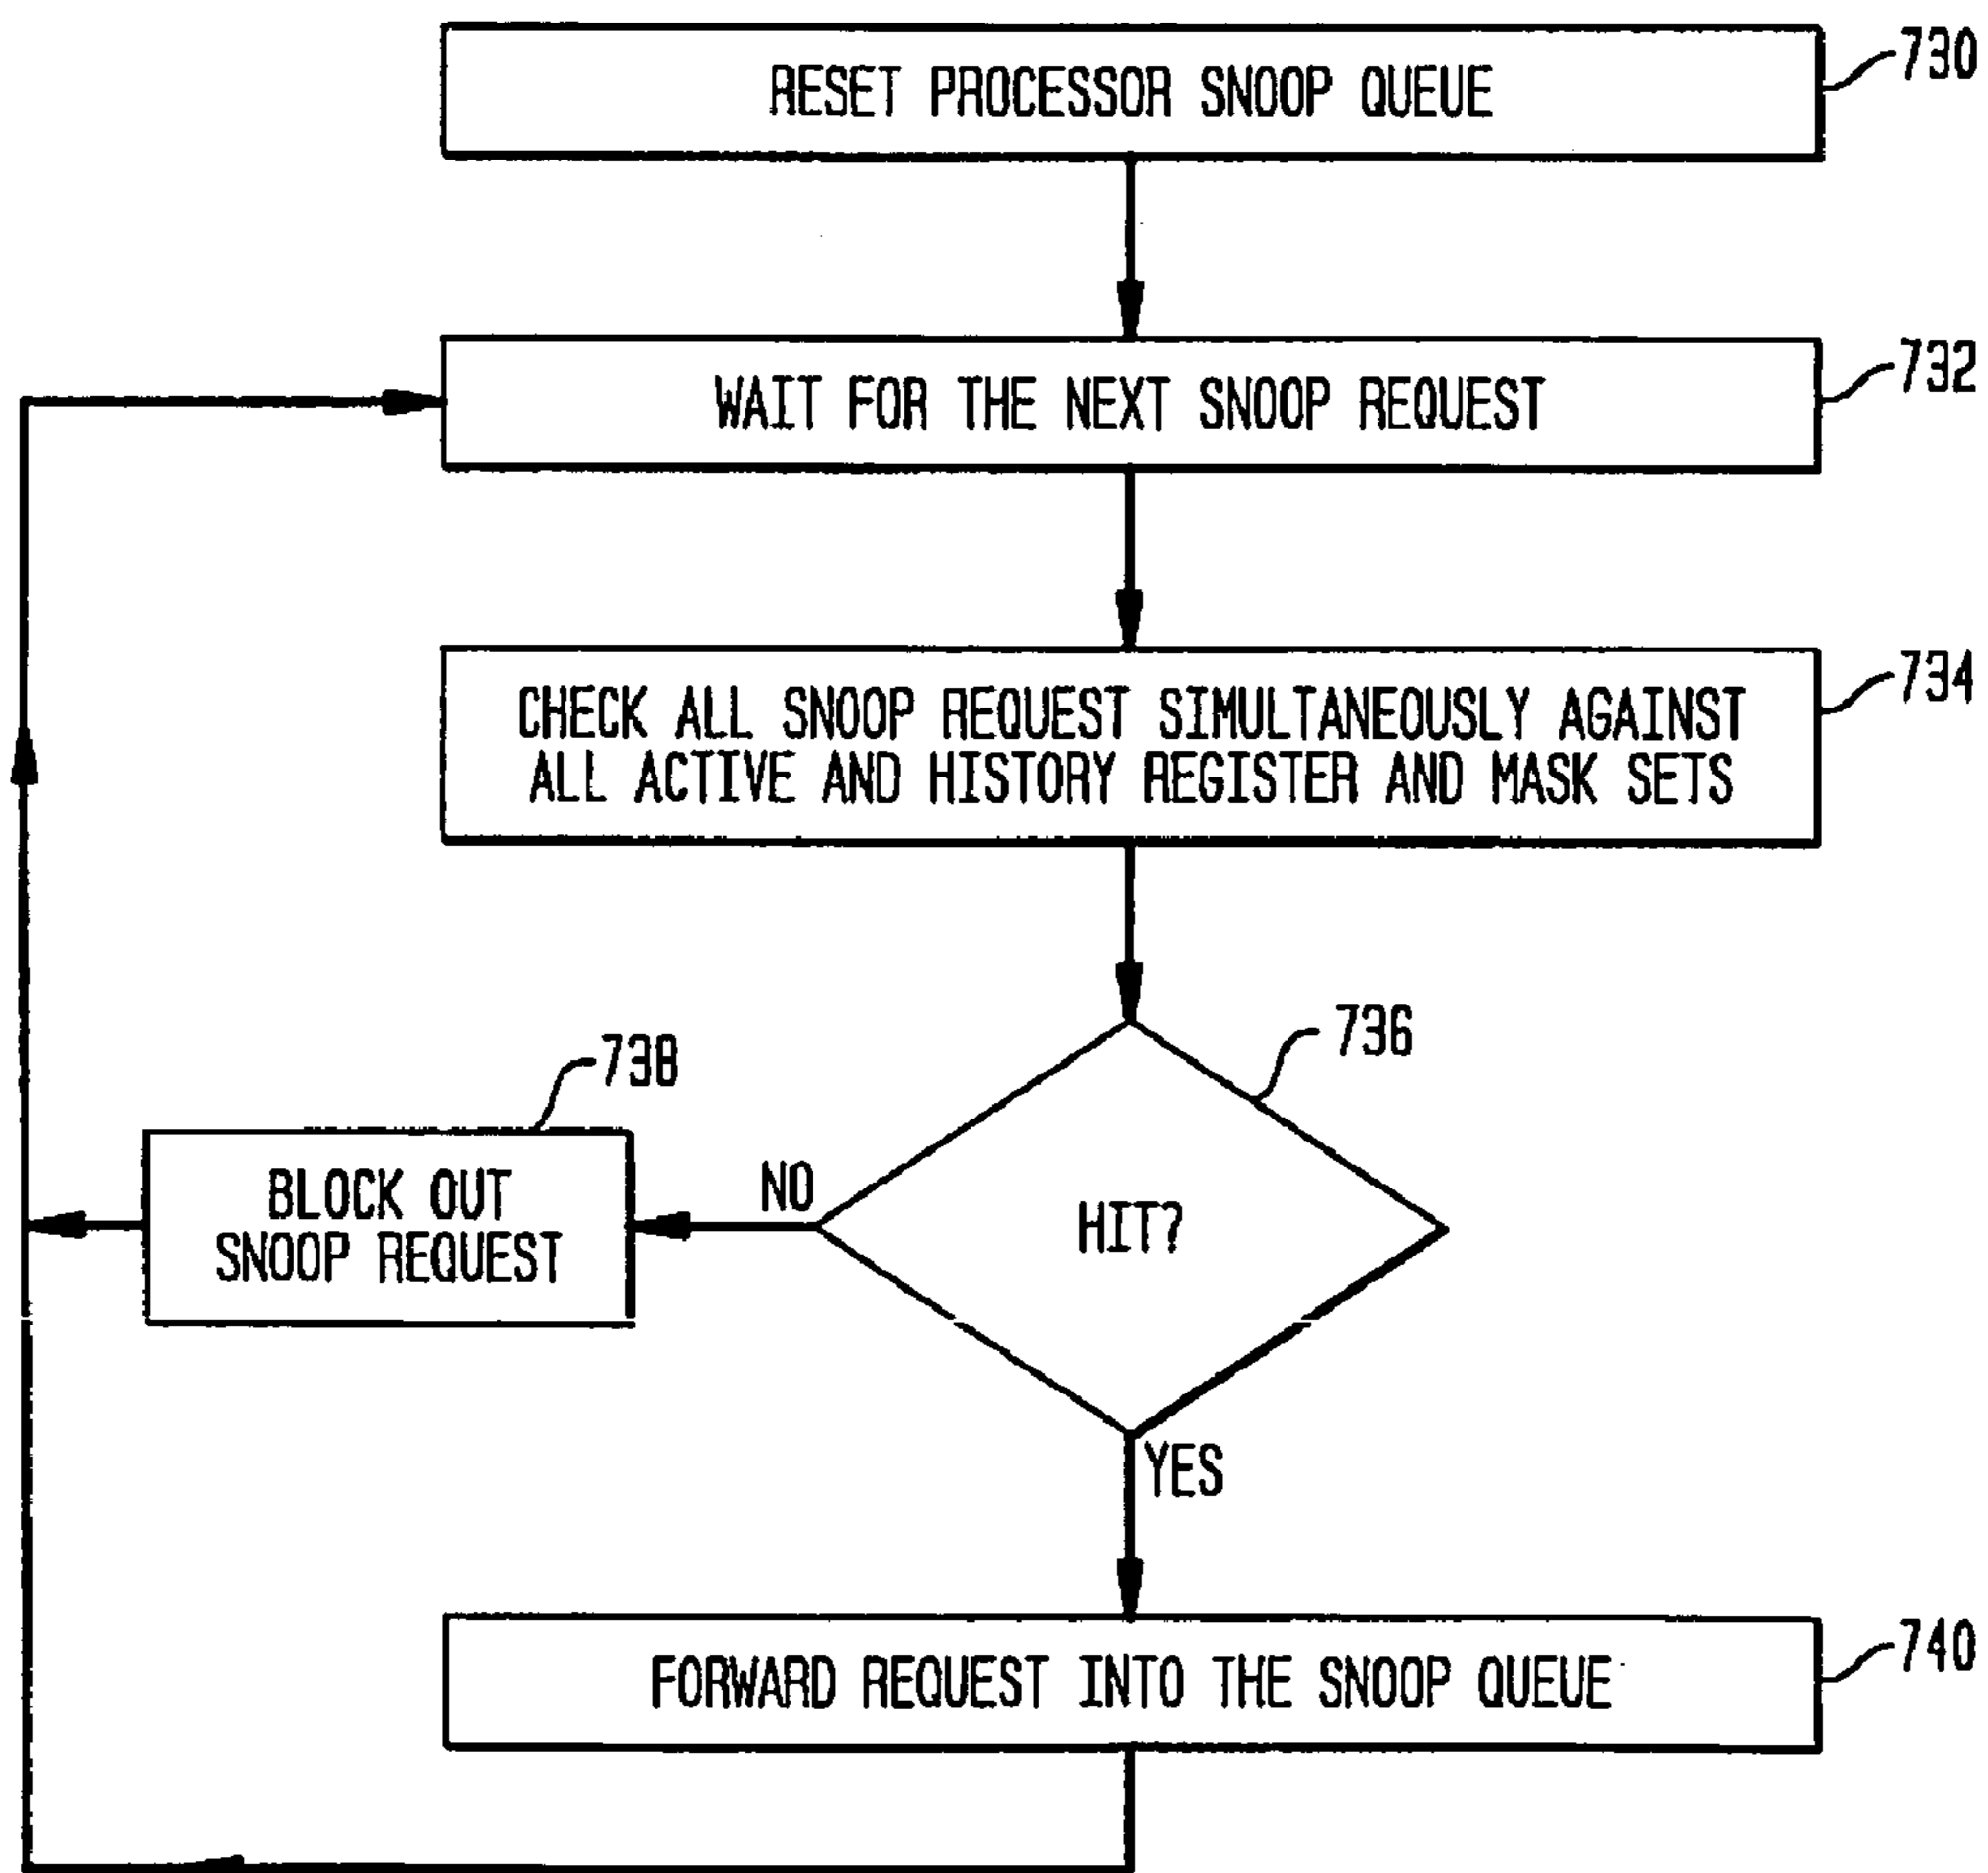 RESET PROCESSOR SNOOP QUEUE
730
WAIT FOR THE NEXT SNOOP REQUEST
732
CHECK ALL SNOOP REQUEST SIMULTANEOUSLY AGAINST
ALL ACTIVE AND HISTORY REGISTER AND MASK SETS
734
HIT?
736
NO
BLOCK OUT
SNOOP REQUEST
738
YES
FORWARD REQUEST INTO THE SNOOP QUEUE
740